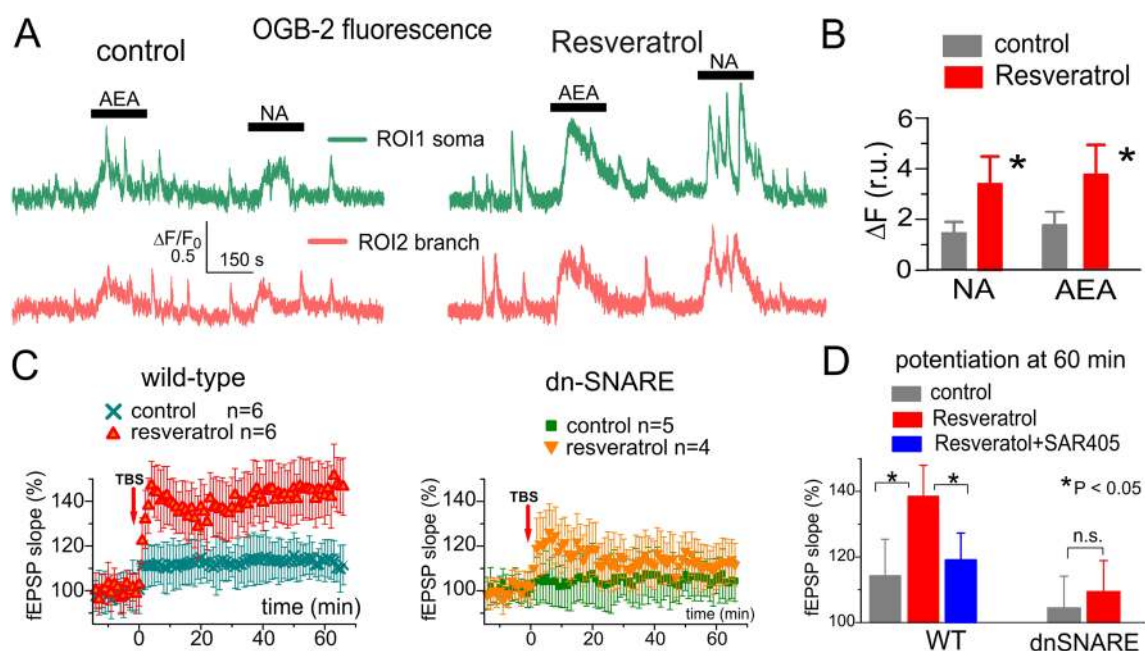 A
OGB-2 fluorescence
control
Resveratrol
AEA
NA
AEA
NA
ROI1 soma
ΔF/F0
0.5
150 s
ROI2 branch
B
control
Resveratrol
6
4
2
0
ΔF (r.u.)
*
*
NA
AEA
C
wild-type
control n=6
resveratrol n=6
TBS
fEPSP slope (%)
140
120
100
0
20
40
60
time (min)
dn-SNARE
control n=5
resveratrol n=4
TBS
fEPSP slope (%)
140
120
100
0
20
40
60
time (min)
D
potentiation at 60 min
control
Resveratrol
Resveratol+SAR405
fEPSP slope (%)
140
120
100
*
*
*P < 0.05
n.s.
WT
dnSNARE